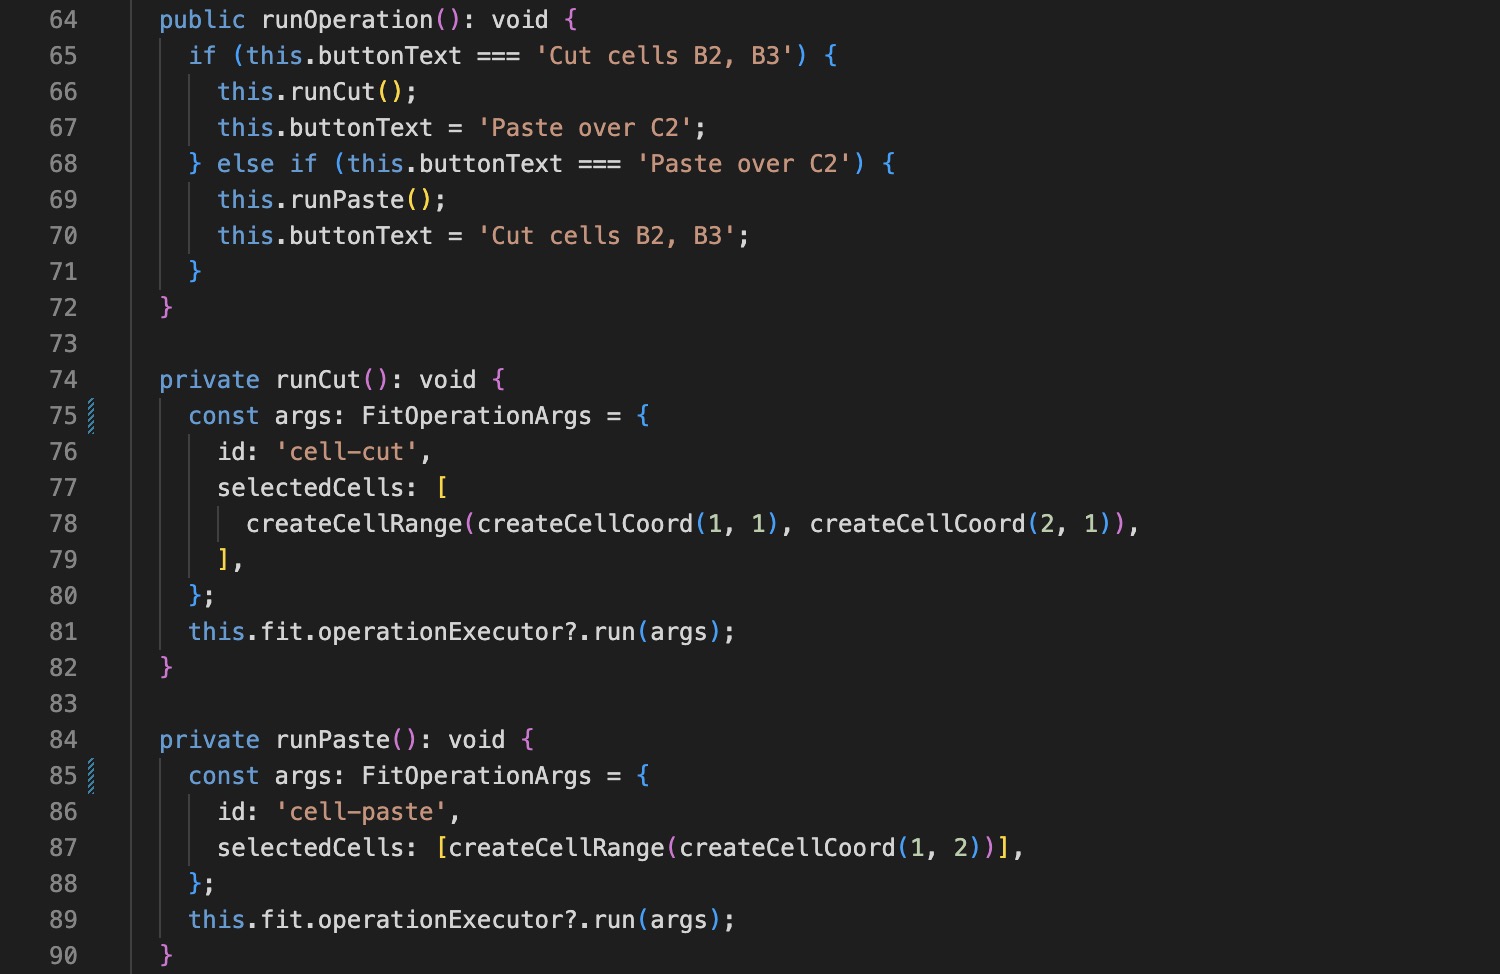 64 public runOperation(): void {
65 if (this.buttonText === 'Cut cells B2, B3') {
66 this.runCut();
67 this.buttonText = 'Paste over C2';
68 } else if (this.buttonText === 'Paste over C2') {
69 this.runPaste();
70 this.buttonText = 'Cut cells B2, B3';
71 }
72 }
73
74 private runCut(): void {
75 const args: FitOperationArgs = {
76 id: 'cell-cut',
77 selectedCells: [
78 createCellRange(createCellCoord(1, 1), createCellCoord(2, 1)),
79 ],
80 };
81 this.fit.operationExecutor?.run(args);
82 }
83
84 private runPaste(): void {
85 const args: FitOperationArgs = {
86 id: 'cell-paste',
87 selectedCells: [createCellRange(createCellCoord(1, 2))],
88 };
89 this.fit.operationExecutor?.run(args);
90 }